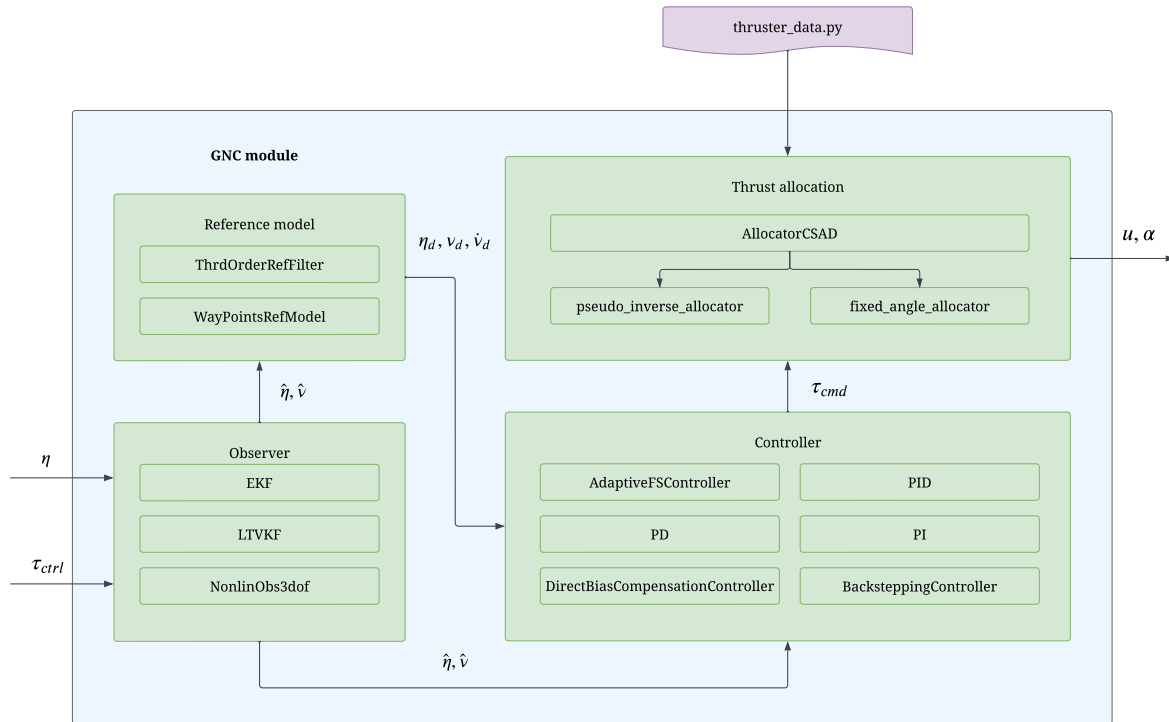 thruster_data.py
GNC module
Reference model
ThrdOrderRefFilter
WayPointsRefModel
η_d, ν_d, ν̇_d
Thrust allocation
AllocatorCSAD
pseudo_inverse_allocator
fixed_angle_allocator
u, α
η̂, ν̂
τ_cmd
η
τ_ctrl
Observer
EKF
LTVKF
NonlinObs3dof
Controller
AdaptiveFSController
PID
PD
PI
DirectBiasCompensationController
BacksteppingController
η̂, ν̂